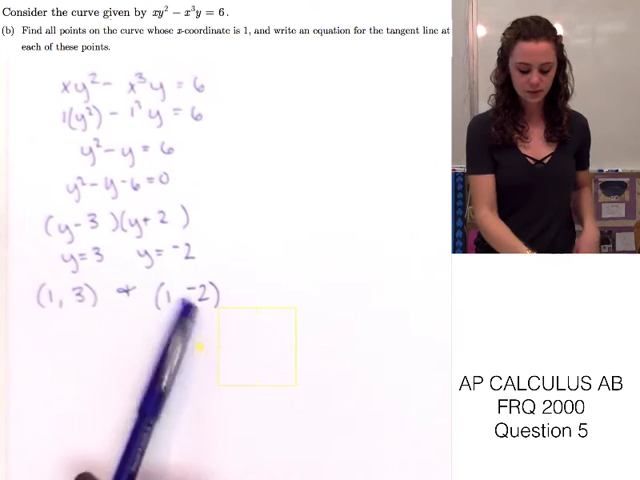 Consider the curve given by xy² − x³y = 6.
(b) Find all points on the curve whose x-coordinate is 1, and write an equation for the tangent line at
each of these points.
xy² - x³y = 6
1(y²) - 1³y = 6
y² - y = 6
y² - y - 6 = 0
(y - 3)(y + 2)
y = 3 y = -2
(1, 3) + (1, -2)
AP CALCULUS AB
FRQ 2000
Question 5